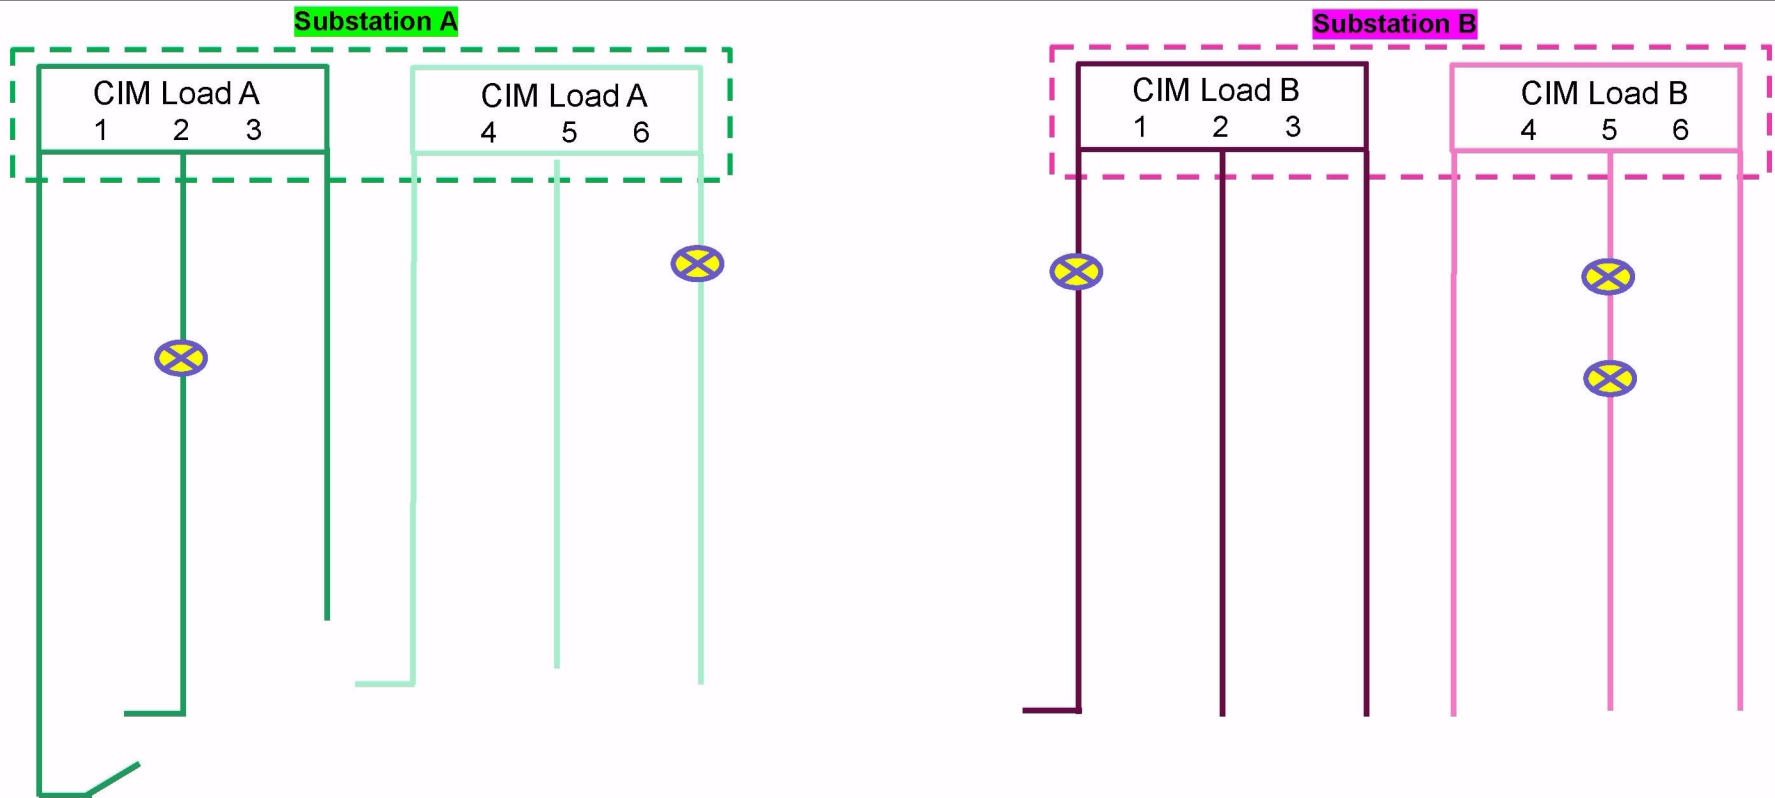 Substation A
CIM Load A
1 2 3
CIM Load A
4 5 6
Substation B
CIM Load B
1 2 3
CIM Load B
4 5 6